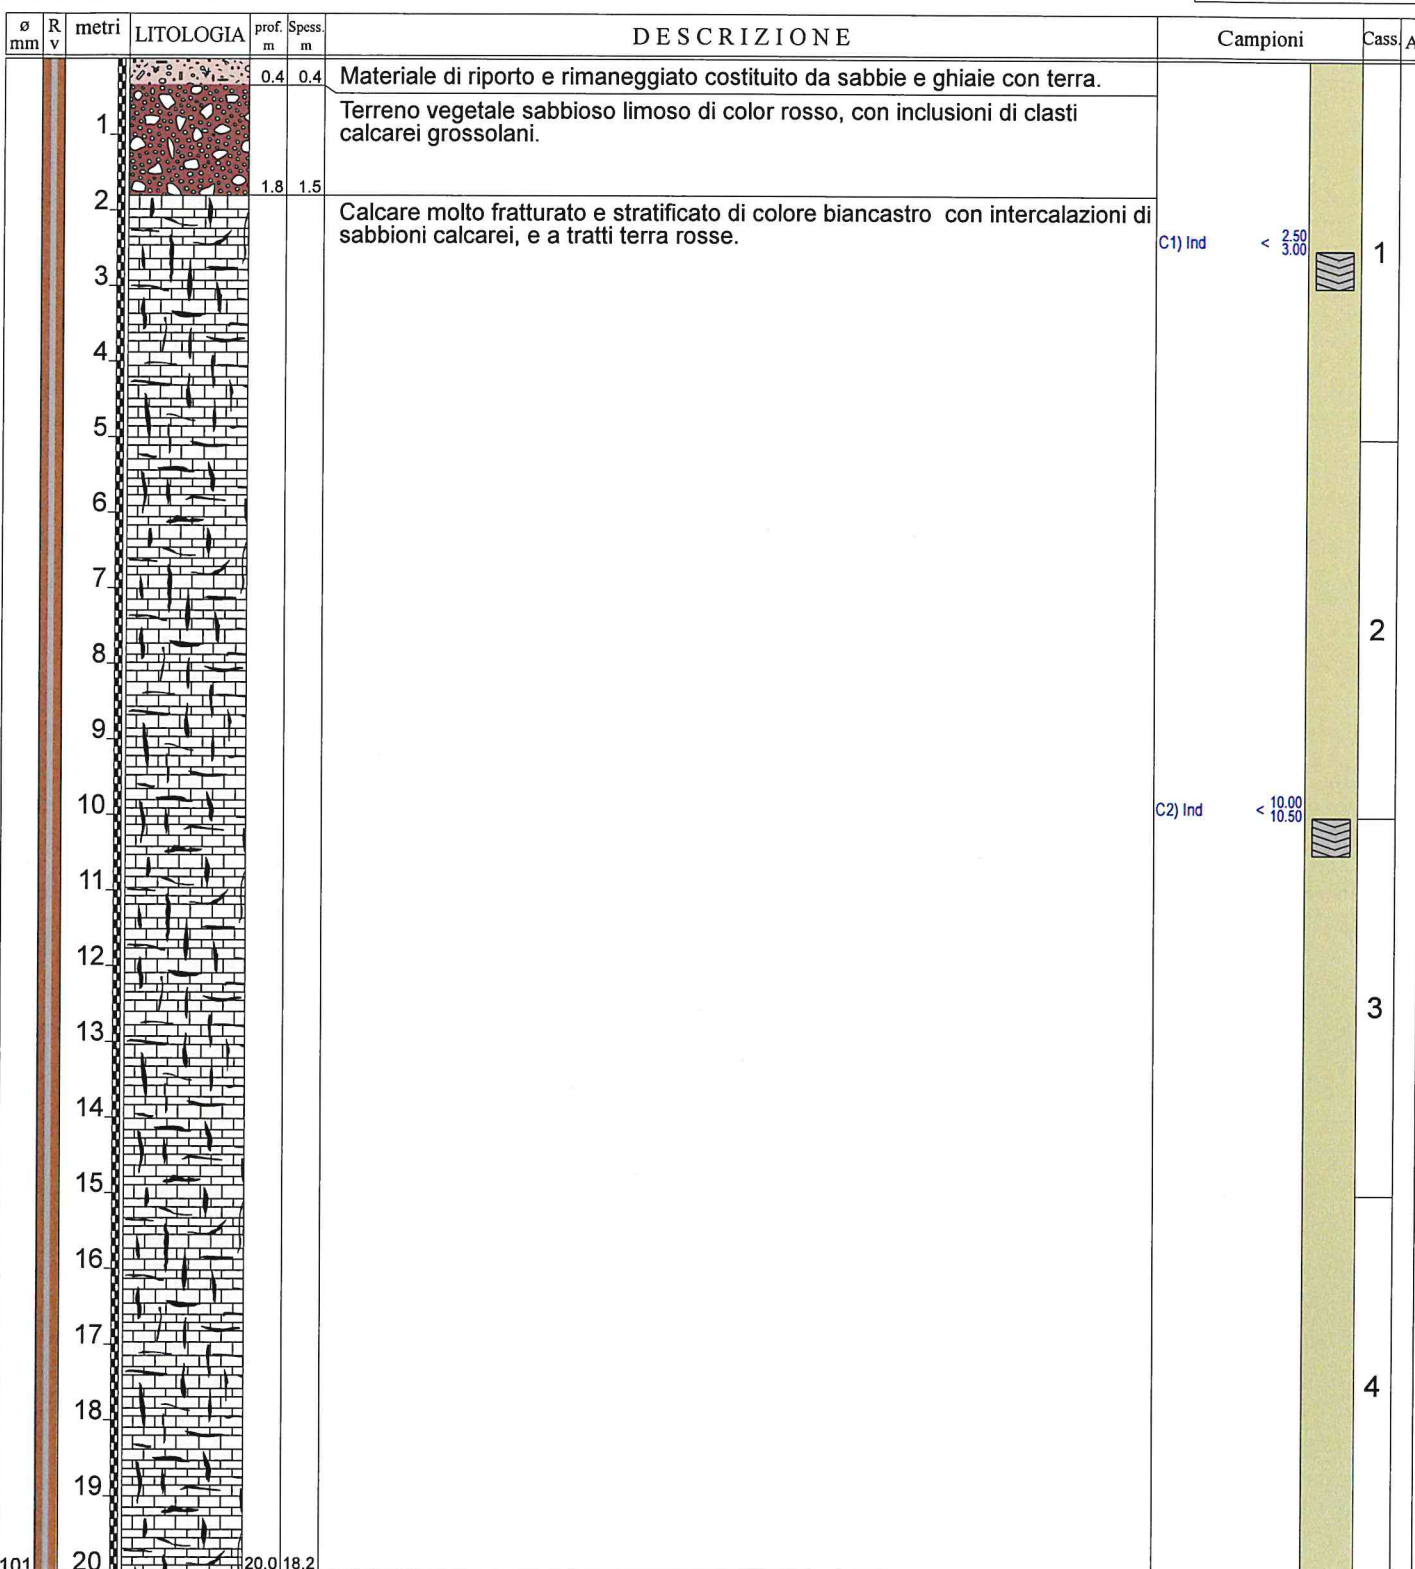 ø mm R v metri LITOLOGIA prof. m Spess. m DESCRIZIONE Campioni Cass. A
0.4 0.4 Materiale di riporto e rimaneggiato costituito da sabbie e ghiaie con terra.
Terreno vegetale sabbioso limoso di color rosso, con inclusioni di clasti
calcarei grossolani.
1
1.8 1.5
2
Calcare molto fratturato e stratificato di colore biancastro con intercalazioni di
sabbioni calcarei, e a tratti terra rosse.
C1) Ind < 2.50
3.00
1
3
4
5
6
7
2
8
9
10
C2) Ind < 10.00
10.50
11
12
13
3
14
15
16
17
18
4
19
101 20 20.0 18.2